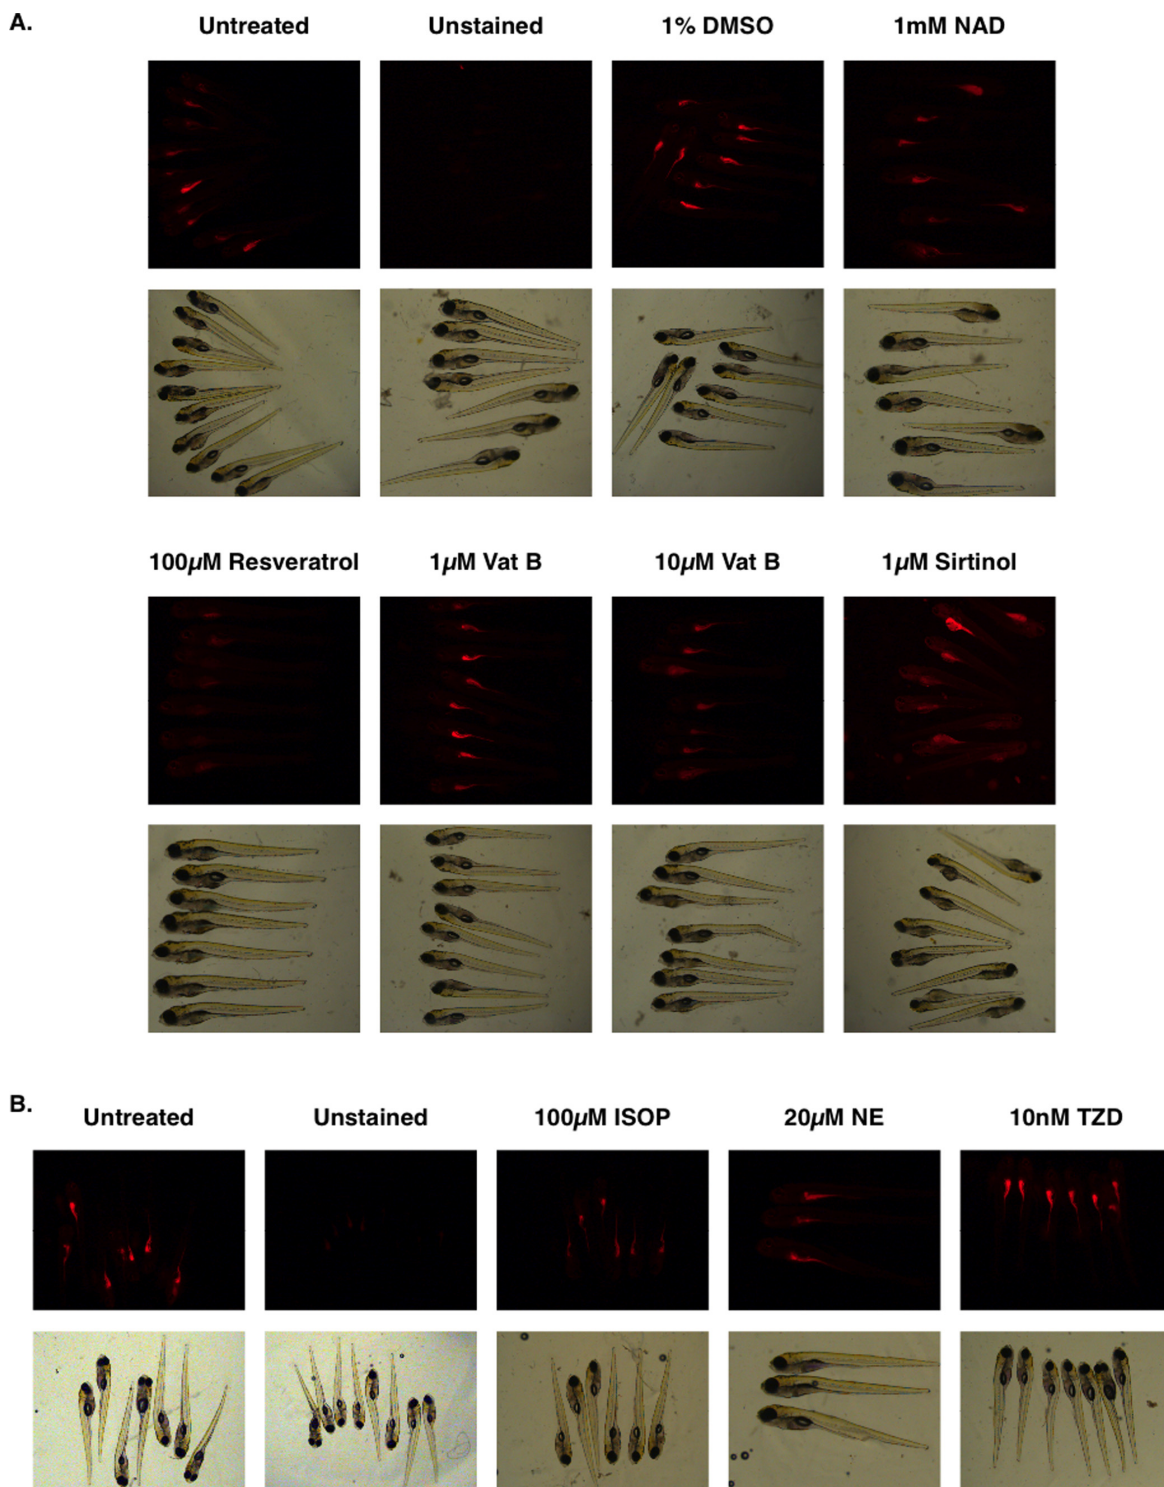 A.
Untreated Unstained 1% DMSO 1mM NAD
100µM Resveratrol 1µM Vat B 10µM Vat B 1µM Sirtinol
B.
Untreated Unstained 100µM ISOP 20µM NE 10nM TZD